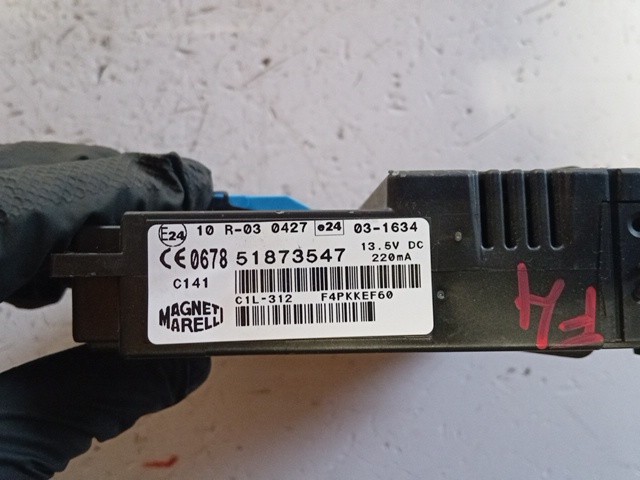 E24 10 R-03 0427 e24 03-1634
CE 0678 51873547 13.5V DC
220mA
C141
C1L-312 F4PKKEF60
MAGNETI
MARELLI
F4